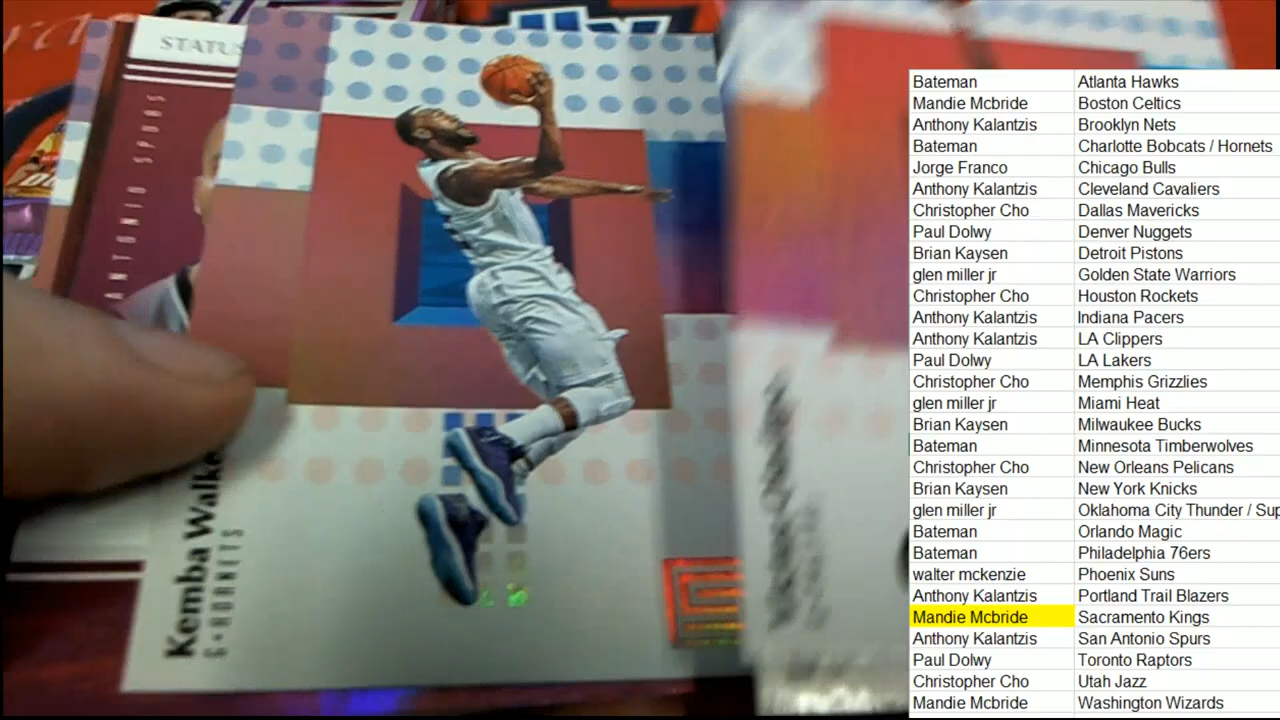 STATUS
ANTONIO SPURS
Kemba Walke
G-HORNETS
Bateman Atlanta Hawks
Mandie Mcbride Boston Celtics
Anthony Kalantzis Brooklyn Nets
Bateman Charlotte Bobcats / Hornets
Jorge Franco Chicago Bulls
Anthony Kalantzis Cleveland Cavaliers
Christopher Cho Dallas Mavericks
Paul Dolwy Denver Nuggets
Brian Kaysen Detroit Pistons
glen miller jr Golden State Warriors
Christopher Cho Houston Rockets
Anthony Kalantzis Indiana Pacers
Anthony Kalantzis LA Clippers
Paul Dolwy LA Lakers
Christopher Cho Memphis Grizzlies
glen miller jr Miami Heat
Brian Kaysen Milwaukee Bucks
Bateman Minnesota Timberwolves
Christopher Cho New Orleans Pelicans
Brian Kaysen New York Knicks
glen miller jr Oklahoma City Thunder / Sup
Bateman Orlando Magic
Bateman Philadelphia 76ers
walter mckenzie Phoenix Suns
Anthony Kalantzis Portland Trail Blazers
Mandie Mcbride Sacramento Kings
Anthony Kalantzis San Antonio Spurs
Paul Dolwy Toronto Raptors
Christopher Cho Utah Jazz
Mandie Mcbride Washington Wizards